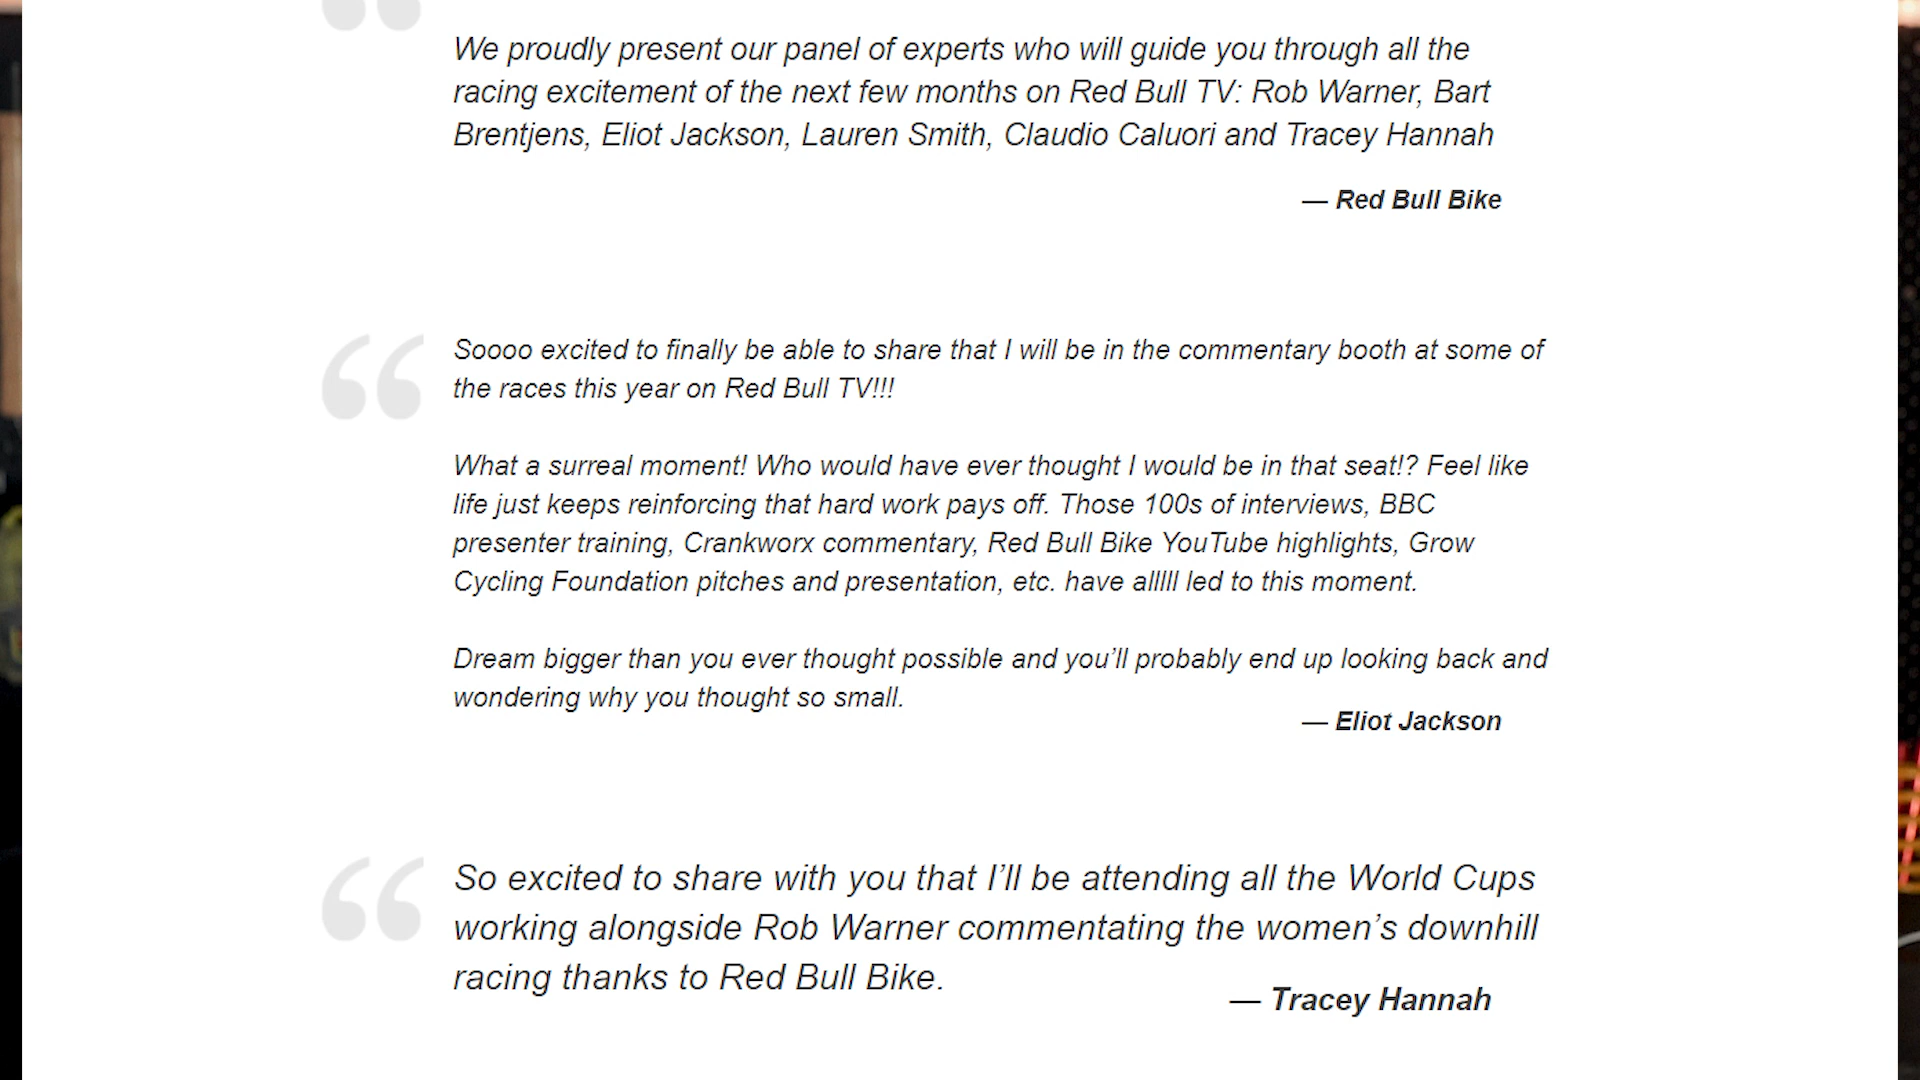 We proudly present our panel of experts who will guide you through all the
racing excitement of the next few months on Red Bull TV: Rob Warner, Bart
Brentjens, Eliot Jackson, Lauren Smith, Claudio Caluori and Tracey Hannah
— Red Bull Bike
Soooo excited to finally be able to share that I will be in the commentary booth at some of
the races this year on Red Bull TV!!!
What a surreal moment! Who would have ever thought I would be in that seat!? Feel like
life just keeps reinforcing that hard work pays off. Those 100s of interviews, BBC
presenter training, Crankworx commentary, Red Bull Bike YouTube highlights, Grow
Cycling Foundation pitches and presentation, etc. have alllll led to this moment.
Dream bigger than you ever thought possible and you’ll probably end up looking back and
wondering why you thought so small.
— Eliot Jackson
So excited to share with you that I’ll be attending all the World Cups
working alongside Rob Warner commentating the women’s downhill
racing thanks to Red Bull Bike.
— Tracey Hannah